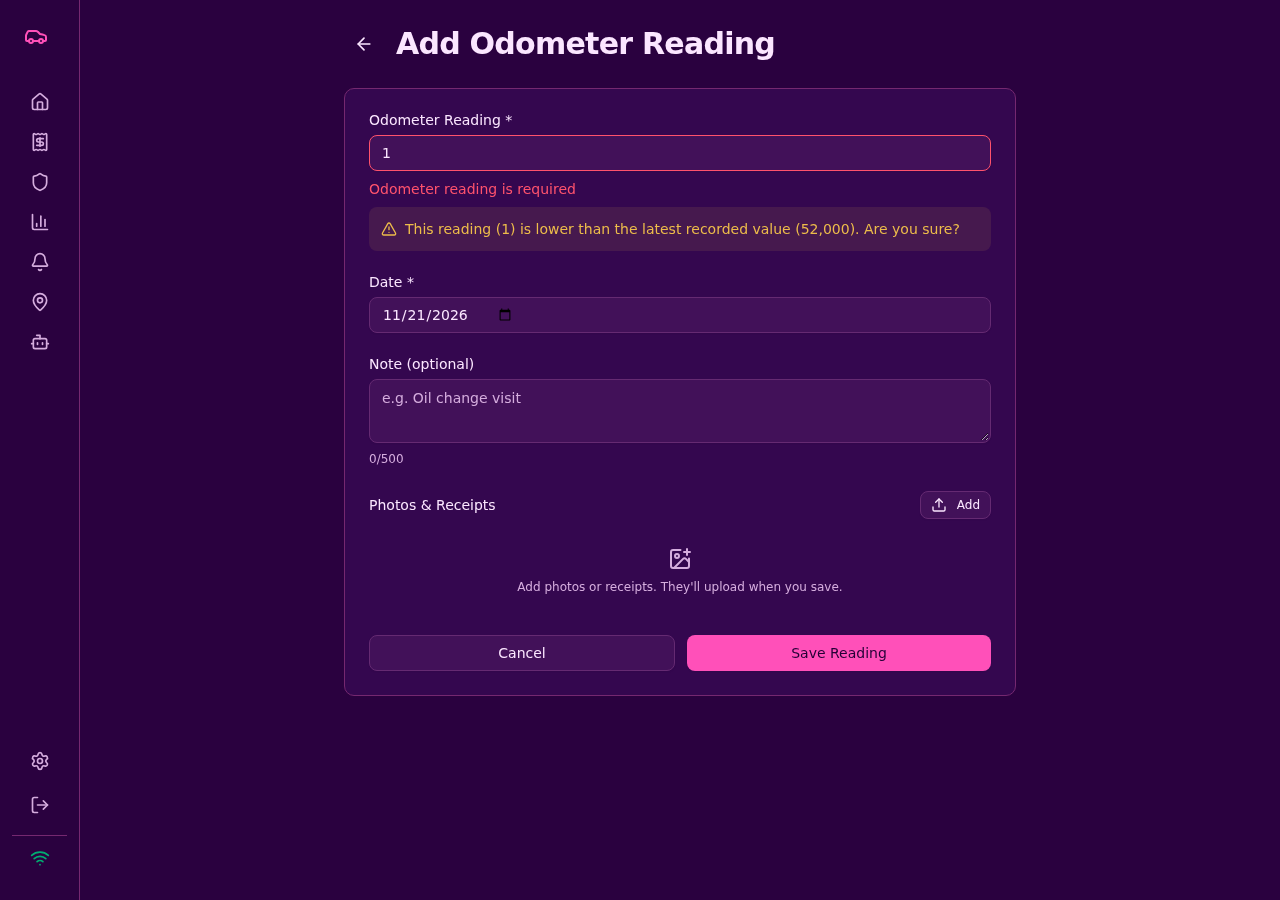 Add Odometer Reading
Odometer Reading *
1
Odometer reading is required
This reading (1) is lower than the latest recorded value (52,000). Are you sure?
Date *
11/21/2026
Note (optional)
e.g. Oil change visit
0/500
Photos & Receipts
Add
Add photos or receipts. They'll upload when you save.
Cancel
Save Reading